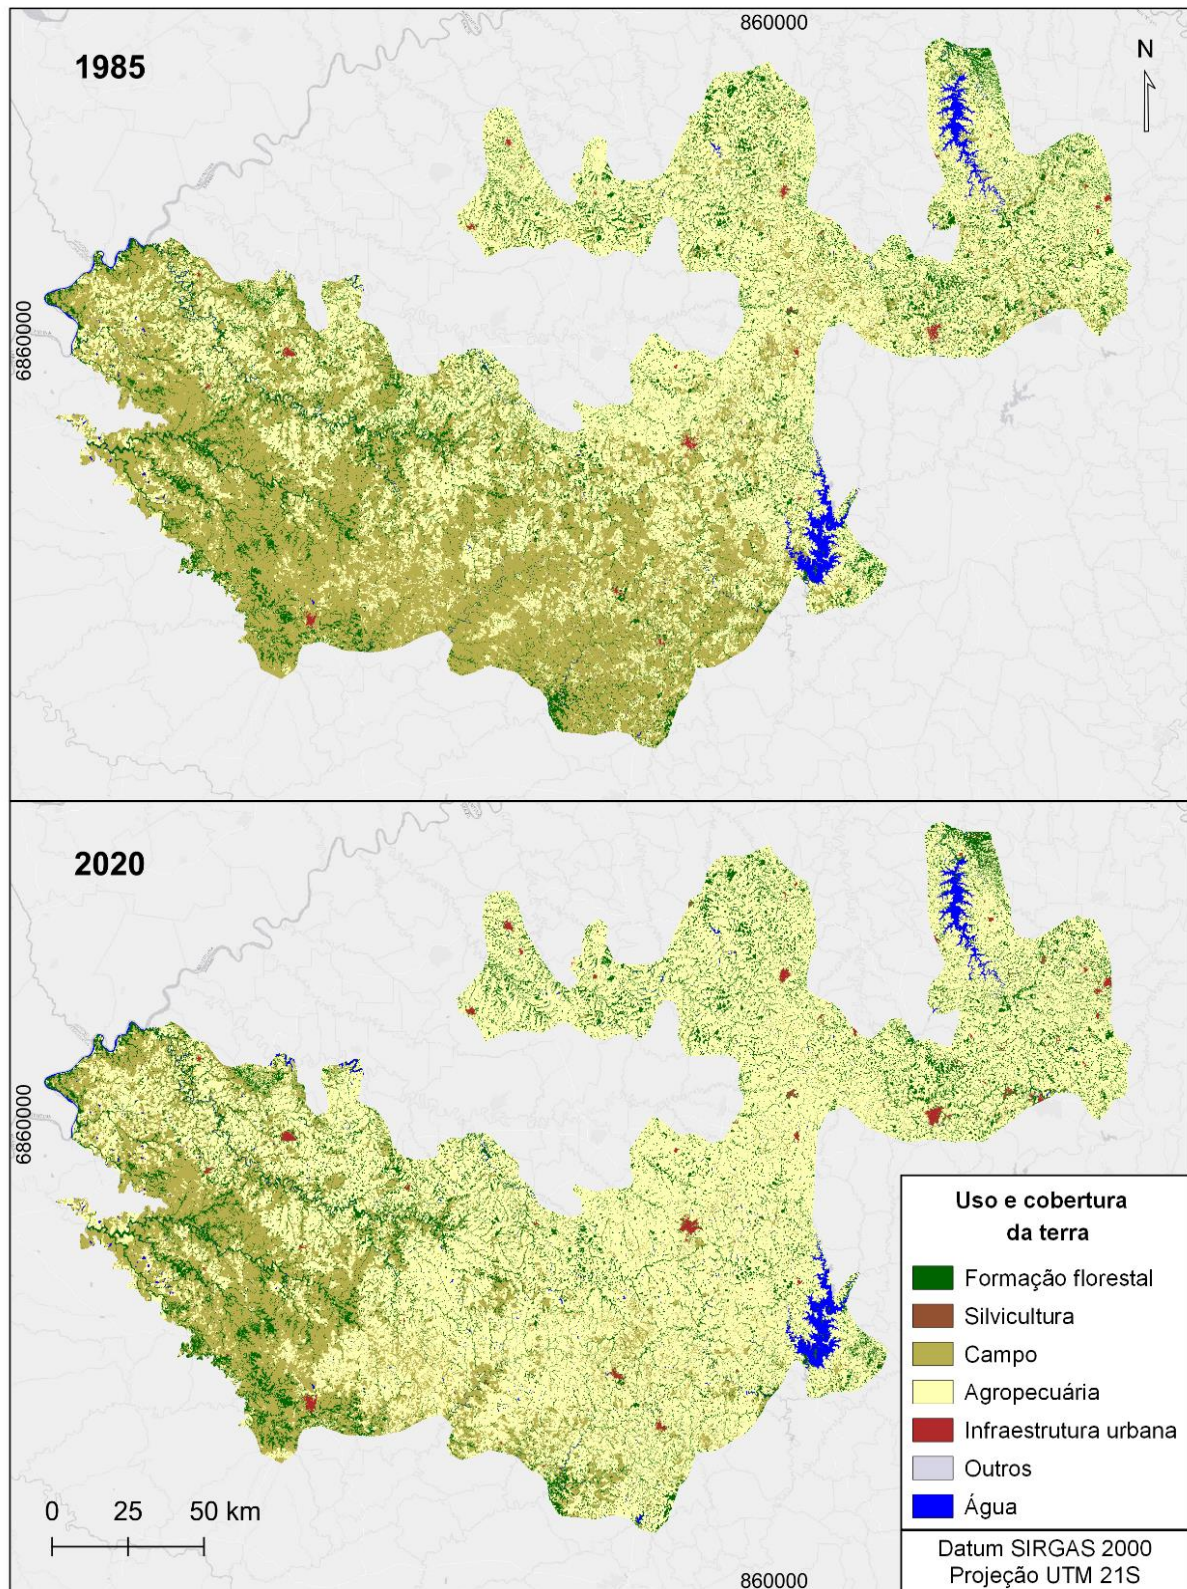 860000
1985
N
6860000
2020
6860000
Uso e cobertura
da terra
Formação florestal
Silvicultura
Campo
Agropecuária
Infraestrutura urbana
Outros
Água
0 25 50 km
Datum SIRGAS 2000
Projeção UTM 21S
860000